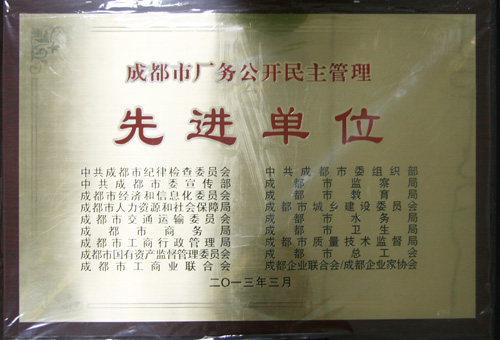 成都市厂务公开民主管理
先进单位
中共成都市纪律检查委员会
中共成都市委宣传部
成都市经济和信息化委员会
成都市人力资源和社会保障局
成都市交通运输委员会
成都市商务局
成都市工商行政管理局
成都市国有资产监督管理委员会
成都市工商业联合会
中共成都市委组织部
成都市监察局
成都市教育局
成都市城乡建设委员会
成都市水务局
成都市卫生局
成都市质量技术监督局
成都市总工会
成都企业联合会/成都企业家协会
二〇一三年三月